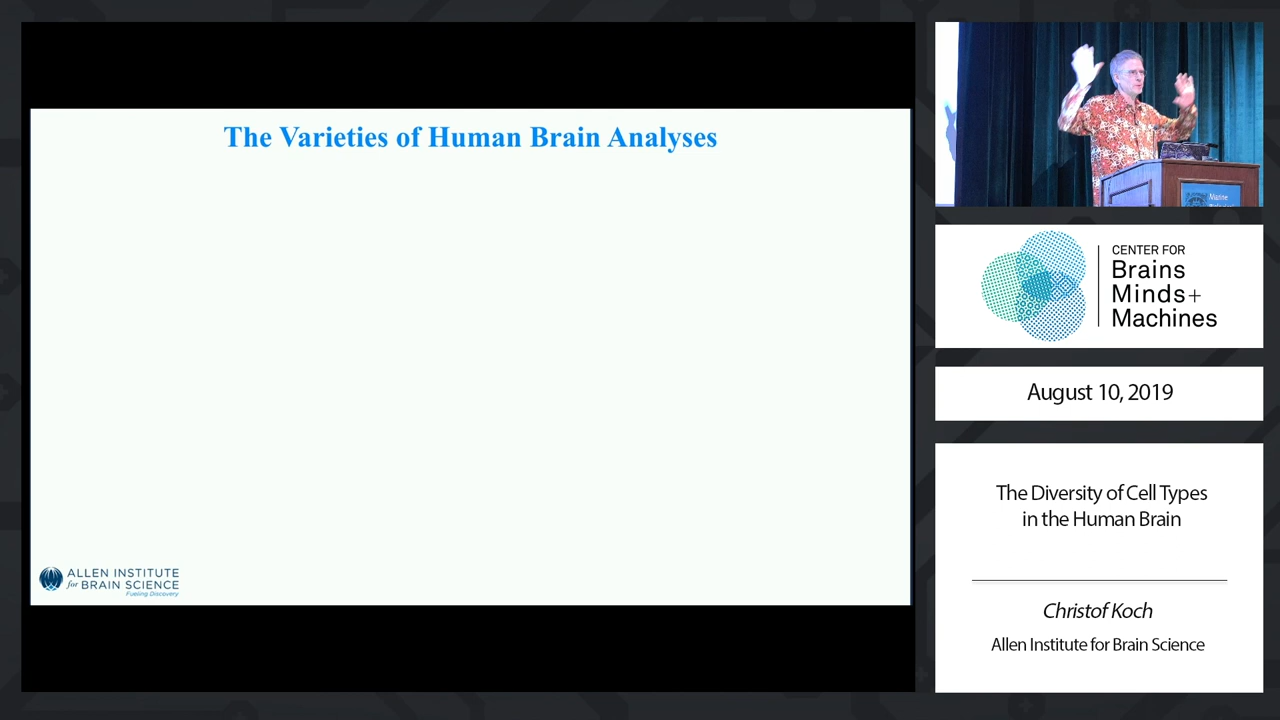 The Varieties of Human Brain Analyses
ALLEN INSTITUTE
for BRAIN SCIENCE
Fueling Discovery
Marine
CENTER FOR
Brains
Minds+
Machines
August 10, 2019
The Diversity of Cell Types
in the Human Brain
Christof Koch
Allen Institute for Brain Science